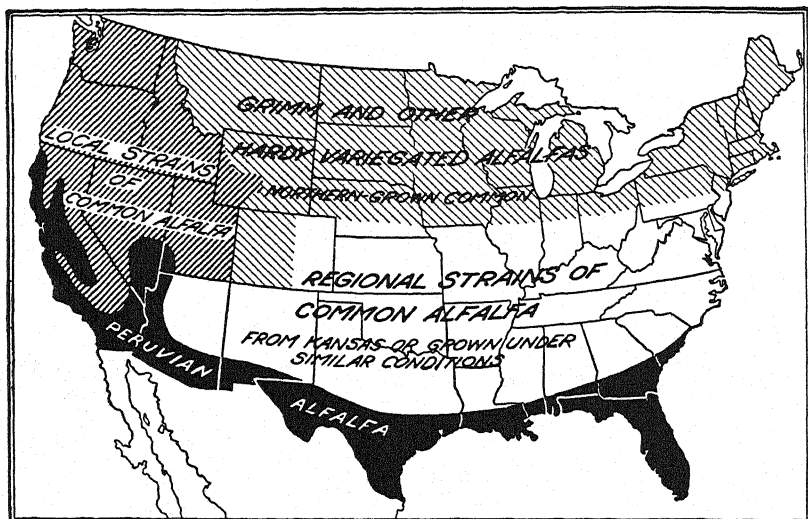 GRIMM AND OTHER
HARDY VARIEGATED ALFALFAS
NORTHERN-GROWN COMMON
LOCAL STRAINS
OF
COMMON ALFALFA
REGIONAL STRAINS OF
COMMON ALFALFA
FROM KANSAS OR GROWN UNDER
SIMILAR CONDITIONS
PERUVIAN
ALFALFA